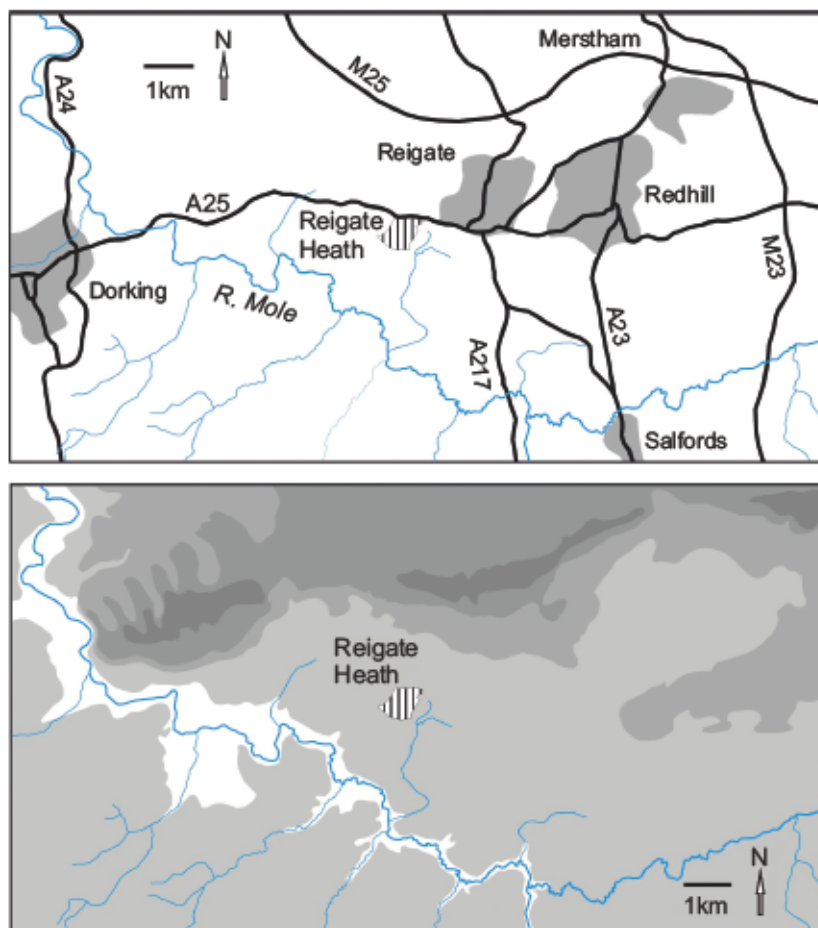 Merstham
N
1km
M25
A24
Reigate
Redhill
A25
Reigate
Heath
M23
Dorking
R. Mole
A217
A23
Salfords
Reigate
Heath
N
1km